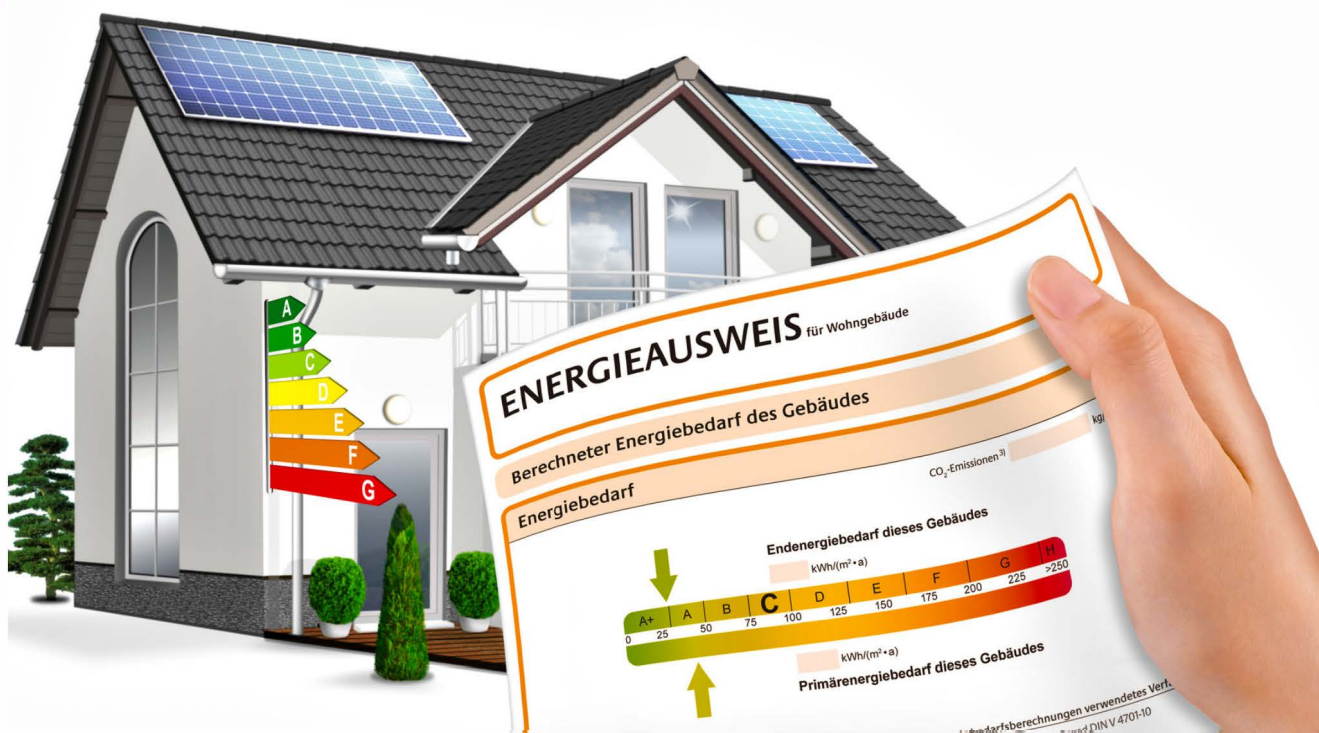 A
B
C
D
E
F
G
ENERGIEAUSWEIS für Wohngebäude
Berechneter Energiebedarf des Gebäudes
Energiebedarf
CO₂-Emissionen ³⁾
Endenergiebedarf dieses Gebäudes
kWh/(m²•a)
A+ A B C D E F G H
0 25 50 75 100 125 150 175 200 225 >250
kWh/(m²•a)
Primärenergiebedarf dieses Gebäudes
verwendetes
DIN V 4701-10